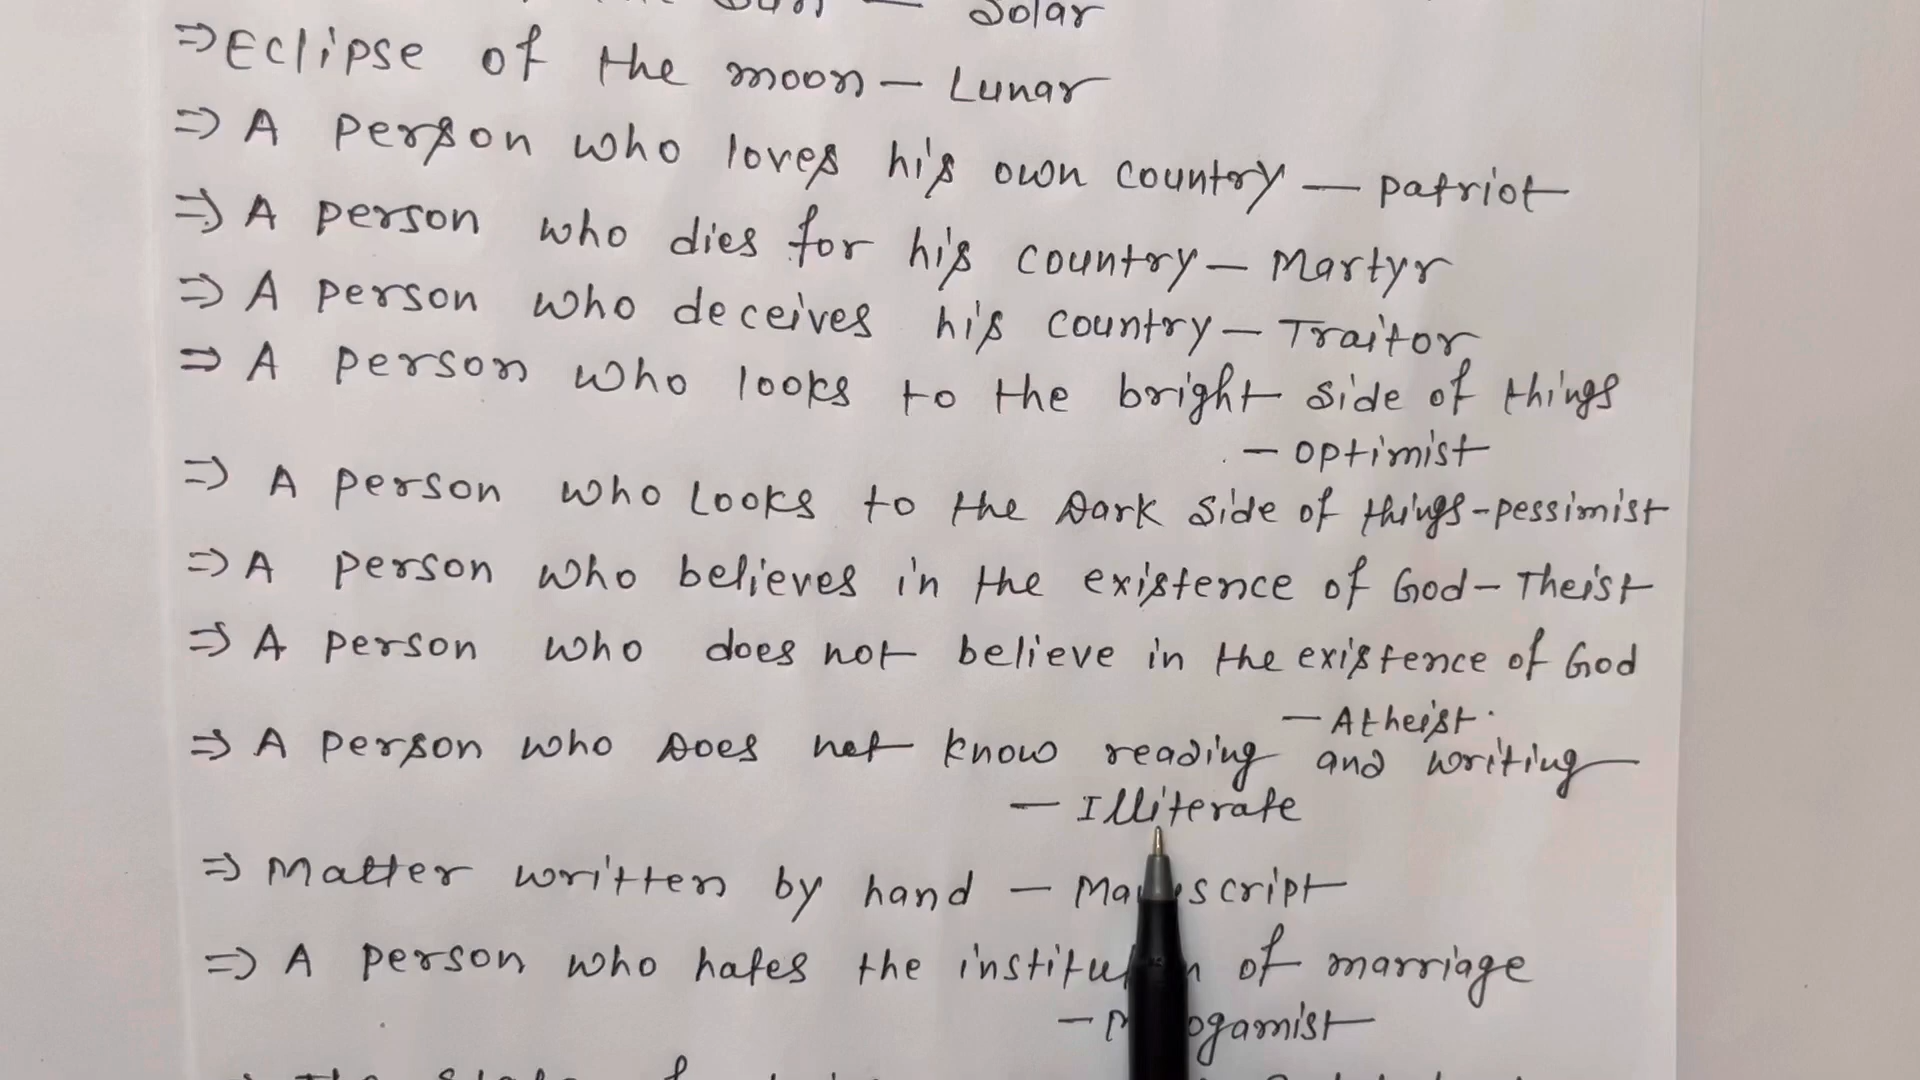 — Solar
⇒ Eclipse of the moon — Lunar
⇒ A person who loves his own country — patriot
⇒ A person who dies for his country — Martyr
⇒ A person who deceives his country — Traitor
⇒ A person who looks to the bright side of things
— optimist
⇒ A person who Looks to the Dark side of things - pessimist
⇒ A person who believes in the existence of God - Theist
⇒ A person who does not believe in the existence of God
— Atheist.
⇒ A person who Does not know reading and writing
— Illiterate
⇒ Matter written by hand —
⇒ A person who hates the of marriage